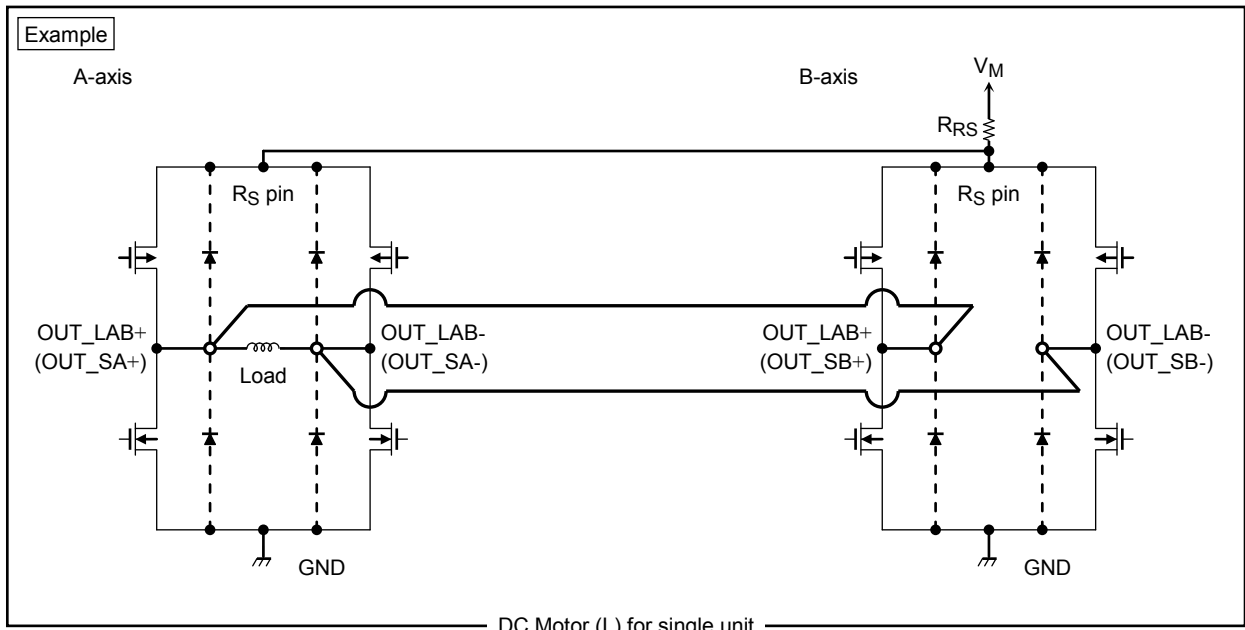 Example
A-axis
B-axis
VM
RRS
RS pin
RS pin
OUT_LAB+
(OUT_SA+)
Load
OUT_LAB-
(OUT_SA-)
OUT_LAB+
(OUT_SB+)
OUT_LAB-
(OUT_SB-)
GND
GND
DC Motor (L) for single unit